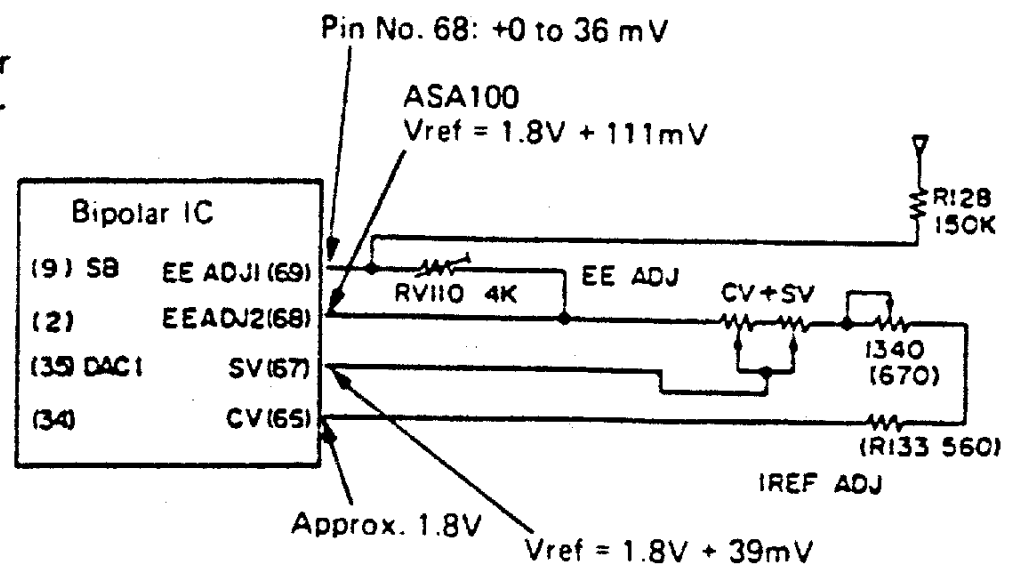 r
Pin No. 68: +0 to 36 mV
ASA100
Vref = 1.8V + 111mV
R128
150K
Bipolar IC
(9) SB EE ADJ1(69)
RV110 4K
EE ADJ
(2) EEADJ2(68)
CV+SV
1340
(670)
(35) DAC1 SV(67)
(34) CV(65)
(R133 560)
IREF ADJ
Approx. 1.8V
Vref = 1.8V + 39mV